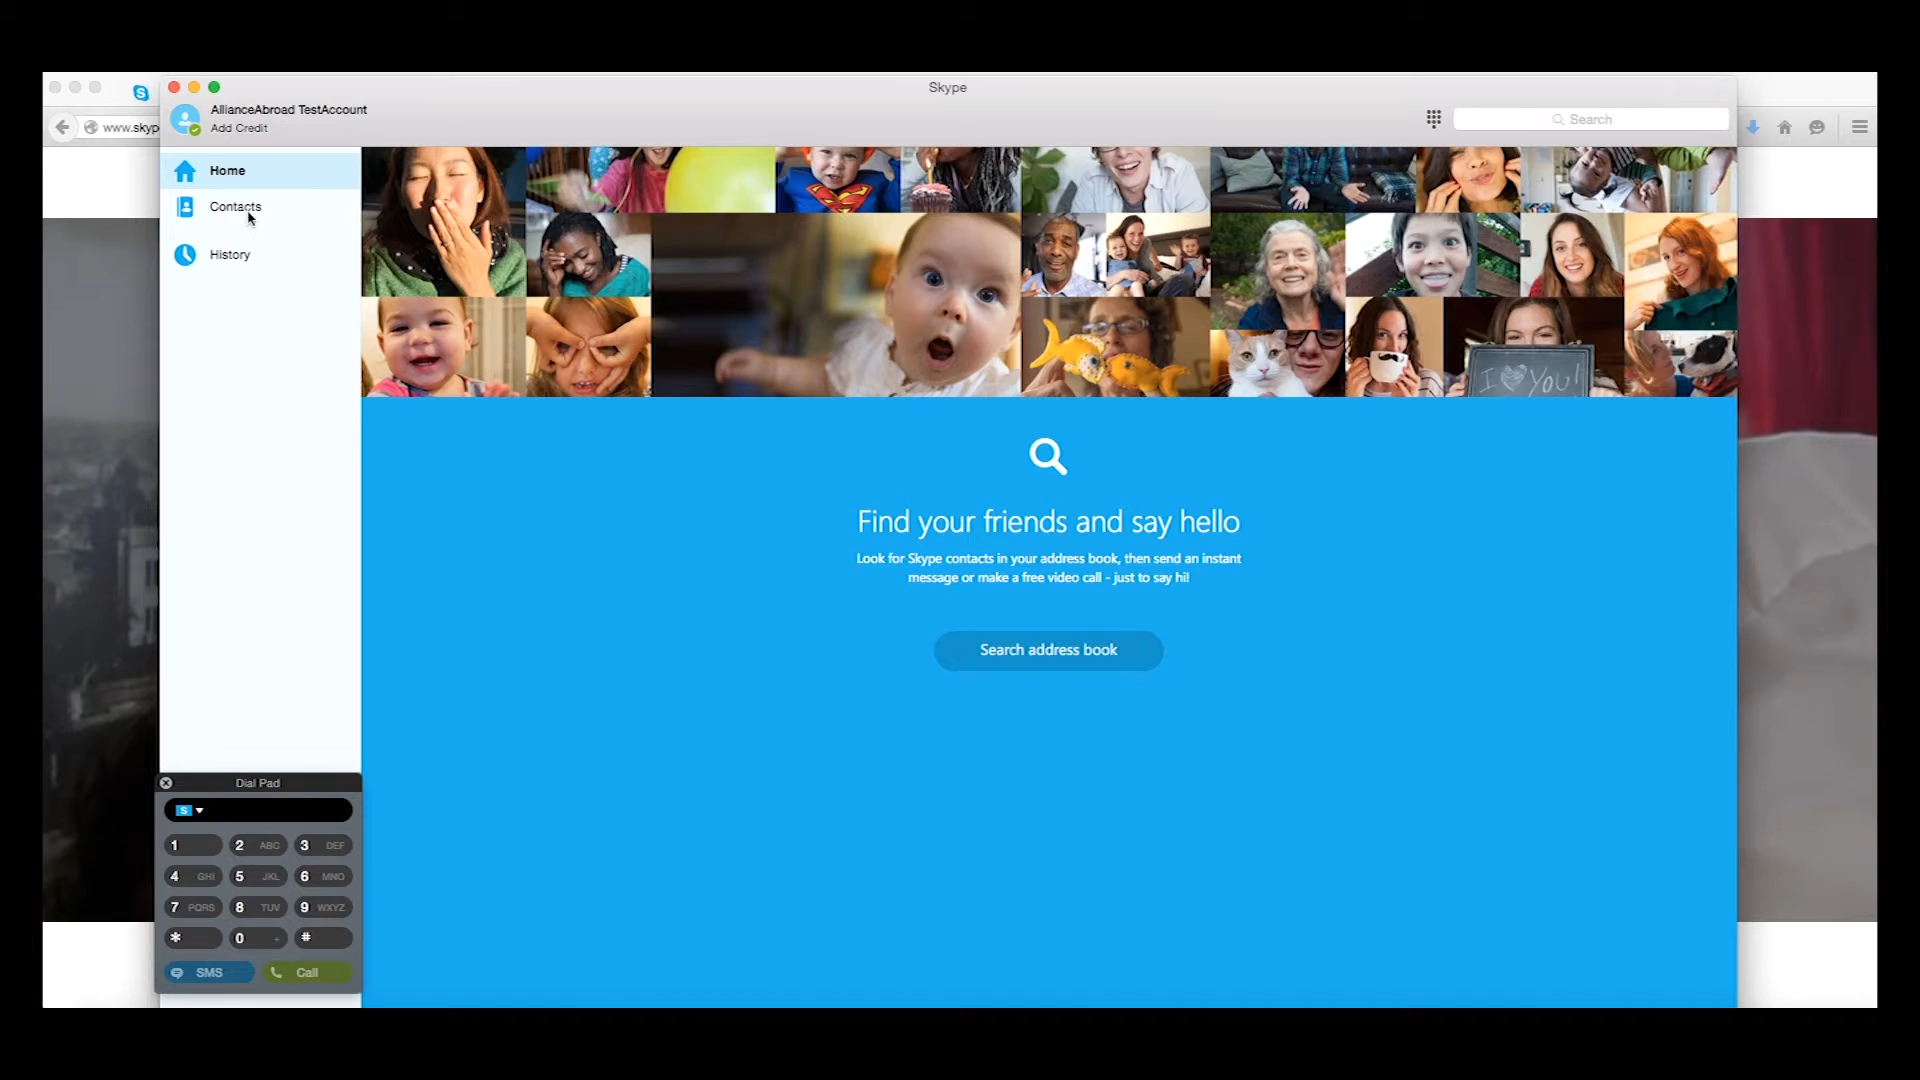 Skype
AllianceAbroad TestAccount
Add Credit
www.skyp
Search
Home
Contacts
History
I ♥ YOU!
Find your friends and say hello
Look for Skype contacts in your address book, then send an instant
message or make a free video call - just to say hi!
Search address book
Dial Pad
S
1 2 ABC 3 DEF
4 GHI 5 JKL 6 MNO
7 PQRS 8 TUV 9 WXYZ
* 0 + #
SMS Call